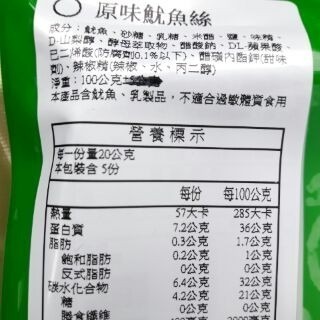 原味魷魚絲
成分：魷魚、砂糖、乳糖、米醋、鹽、味精、
D-山梨醇、酵母萃取物、醋酸鈉、DL-蘋果酸、
己二烯酸(防腐劑0.1%以下)、醋磺內酯鉀(甜味
劑)、辣椒精(辣椒、水、丙二醇)
淨重：100公克
本產品含魷魚、乳製品，不適合過敏體質食用
營養標示
每一份量20公克
本包裝含 5份
每份 每100公克
熱量 57大卡 285大卡
蛋白質 7.2公克 36公克
脂肪 0.3公克 1.7公克
飽和脂肪 0.2公克 1公克
反式脂肪 0公克 0公克
碳水化合物 6.4公克 32公克
糖 4.2公克 21公克
膳食纖維 0公克 0公克